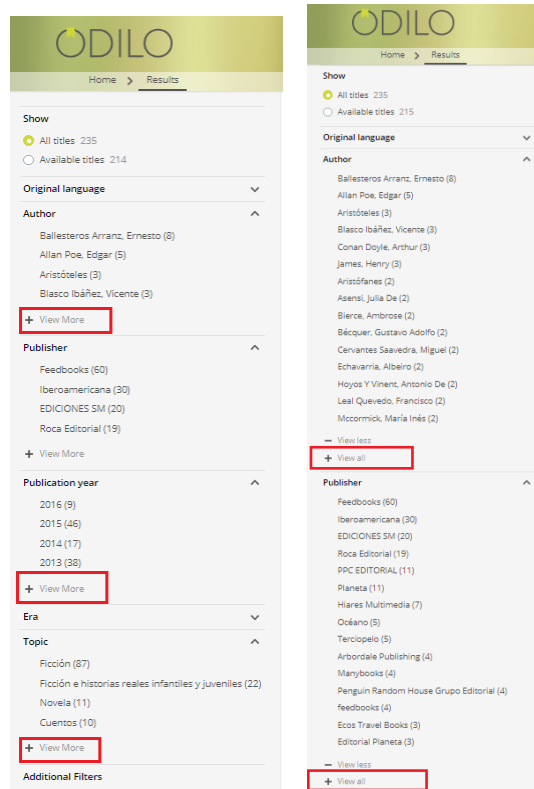 ODILO
Home > Results
Show
All titles 235
Available titles 214
Original language
Author
Ballesteros Arranz, Ernesto (8)
Allan Poe, Edgar (5)
Aristóteles (3)
Blasco Ibáñez, Vicente (3)
+ View More
Publisher
Feedbooks (60)
Iberoamericana (30)
EDICIONES SM (20)
Roca Editorial (19)
+ View More
Publication year
2016 (9)
2015 (46)
2014 (17)
2013 (38)
+ View More
Era
Topic
Ficción (87)
Ficción e historias reales infantiles y juveniles (22)
Novela (11)
Cuentos (10)
+ View More
Additional Filters
ODILO
Home > Results
Show
All titles 235
Available titles 215
Original language
Author
Ballesteros Arranz, Ernesto (8)
Allan Poe, Edgar (5)
Aristóteles (3)
Blasco Ibáñez, Vicente (3)
Conan Doyle, Arthur (3)
James, Henry (3)
Aristófanes (2)
Asensi, Julia De (2)
Bierce, Ambrose (2)
Bécquer, Gustavo Adolfo (2)
Cervantes Saavedra, Miguel (2)
Echavarria, Albeiro (2)
Hoyos Y Vinent, Antonio De (2)
Leal Quevedo, Francisco (2)
Mccormick, María Inés (2)
− View less
+ View all
Publisher
Feedbooks (60)
Iberoamericana (30)
EDICIONES SM (20)
Roca Editorial (19)
PPC EDITORIAL (11)
Planeta (11)
Hiares Multimedia (7)
Océano (5)
Terciopelo (5)
Arbordale Publishing (4)
Manybooks (4)
Penguin Random House Grupo Editorial (4)
feedbooks (4)
Ecos Travel Books (3)
Editorial Planeta (3)
− View less
+ View all